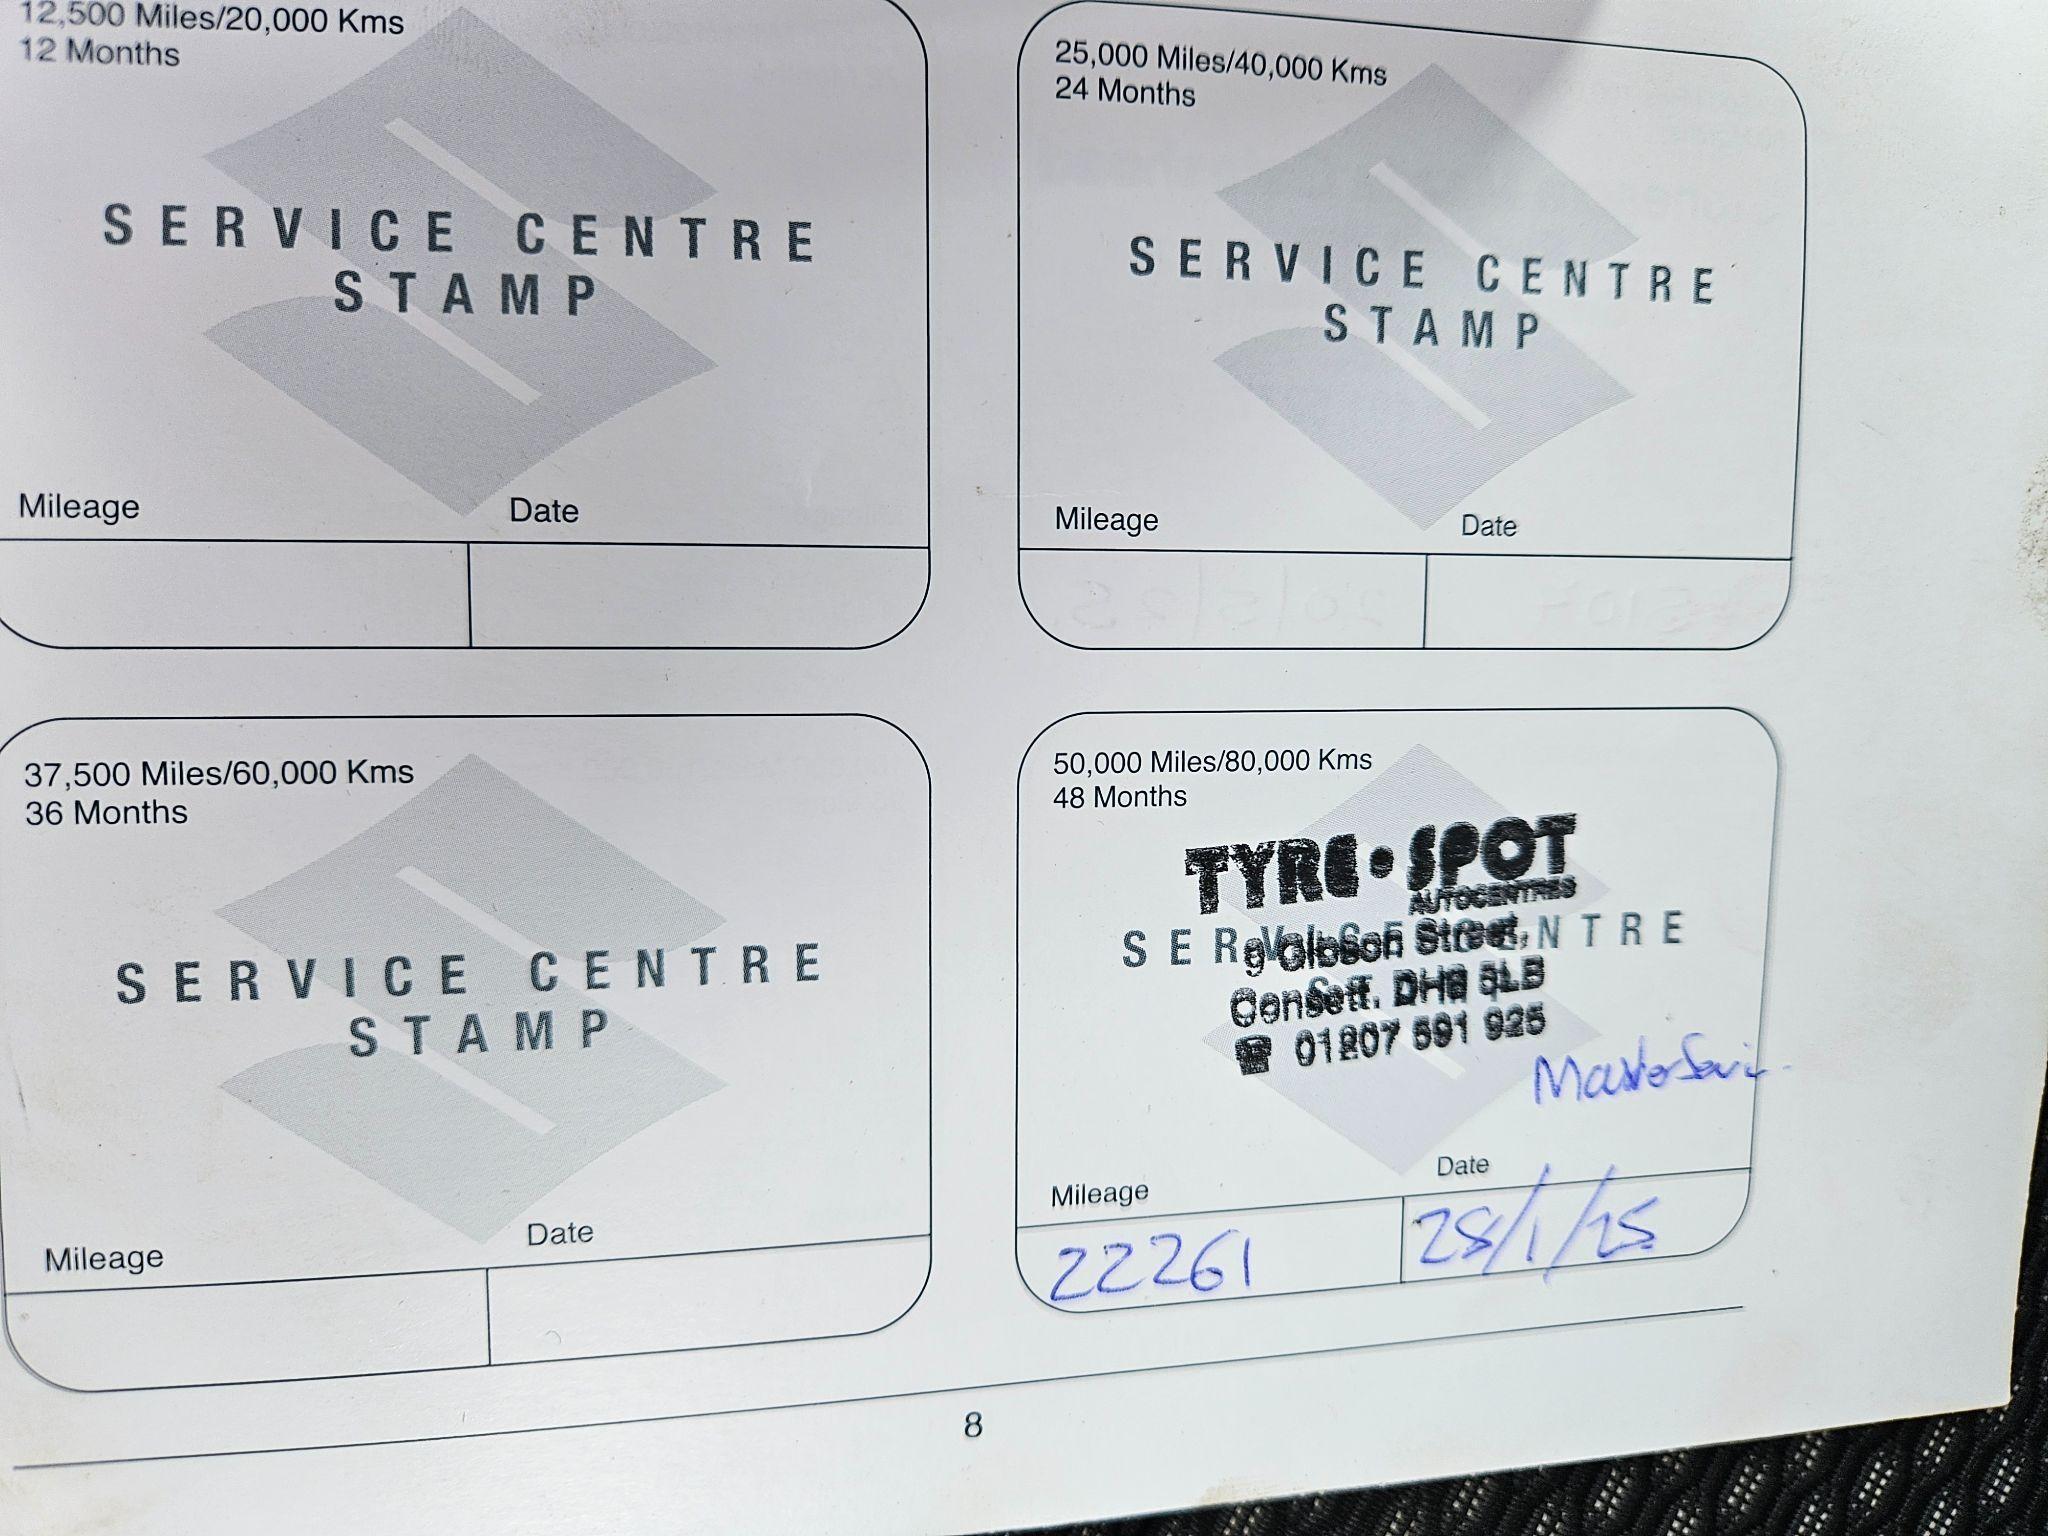 12,500 Miles/20,000 Kms
12 Months
SERVICE CENTRE
STAMP
Mileage
Date
25,000 Miles/40,000 Kms
24 Months
SERVICE CENTRE
STAMP
Mileage
Date
37,500 Miles/60,000 Kms
36 Months
SERVICE CENTRE
STAMP
Mileage
Date
50,000 Miles/80,000 Kms
48 Months
TYRE•SPOT
AUTOCENTRES
SERVICE CENTRE
Street,
Consett. DH8 5LB
01207 591 925
Master
Mileage
Date
22261
28/1/25
8